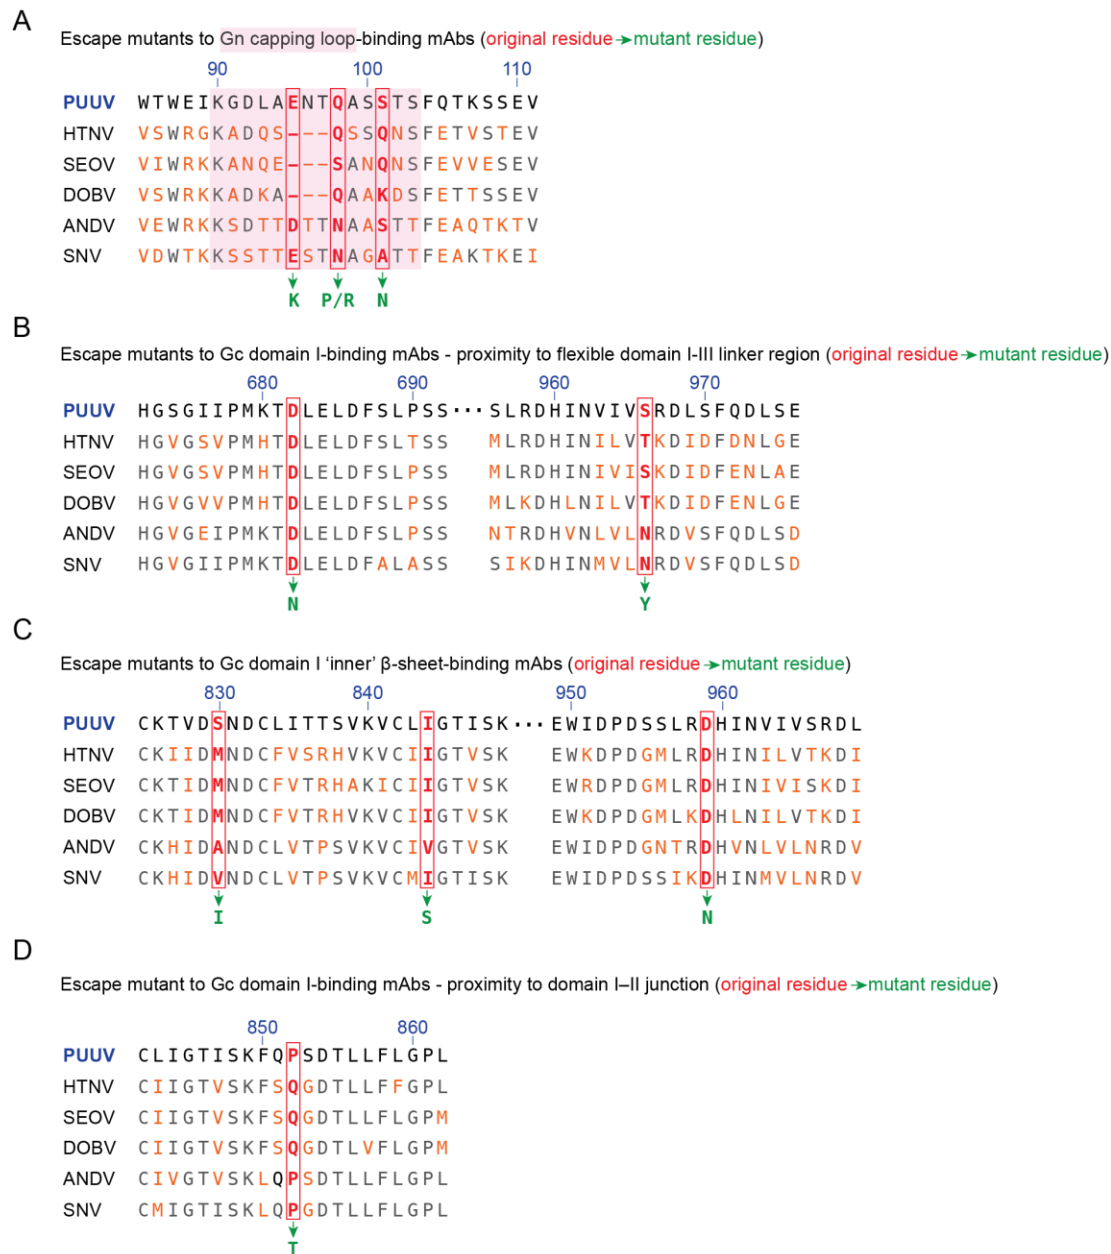 A
Escape mutants to Gn capping loop-binding mAbs (original residue→mutant residue)
90 100 110
PUUV WTWEIKGDLAENTQASSTSFQTKSSEV
HTNV VSWRGKADQS---QSSQNSFETVSTEV
SEOV VIWRKKANQE---SANQNSFEVVESEV
DOBV VSWRKKADKA---QAAKDSFETTSSEV
ANDV VEWRKKSDTTDTTNAASTTFEAQTKTV
SNV VDWTKKSSTTESTNAGATTFEAKTKEI
K P/R N
B
Escape mutants to Gc domain I-binding mAbs - proximity to flexible domain I-III linker region (original residue→mutant residue)
680 690 960 970
PUUV HGSGIIPMKTDLELDFSLPSS ··· SLRDHINVIVSRDLSFQDLSE
HTNV HGVGSVPMHTDLELDFSLTSS MLRDHINILVTKDIDFDNLGE
SEOV HGVGSVPMHTDLELDFSLPSS MLRDHINIVISKDIDFENLAE
DOBV HGVGVVPMHTDLELDFSLPSS MLKDHLNILVTKDIDFENLGE
ANDV HGVGEIPMKTDLELDFSLPSS NTRDHVNLVLNRDVSFQDLSD
SNV HGVGIIPMKTDLELDFALASS SIKDHINMVLNRDVSFQDLSD
N Y
C
Escape mutants to Gc domain I ‘inner’ β-sheet-binding mAbs (original residue→mutant residue)
830 840 950 960
PUUV CKTVDSNDCLITTSVKVCLIGTISK ··· EWIDPDSSLRDHINVIVSRDL
HTNV CKIIDMNDCFVSRHVKVCIIGTVSK EWKDPDGMLRDHINILVTKDI
SEOV CKTIDMNDCFVTRHAKICIIGTVSK EWRDPDGMLRDHINIVISKDI
DOBV CKTIDMNDCFVTRHVKVCIIGTVSK EWKDPDGMLKDHLNILVTKDI
ANDV CKHIDANDCLVTPSVKVCIVGTVSK EWIDPDGNTRDHVNLVLNRDV
SNV CKHIDVNDCLVTPSVKVCMIGTISK EWIDPDSSIKDHINMVLNRDV
I S N
D
Escape mutant to Gc domain I-binding mAbs - proximity to domain I–II junction (original residue→mutant residue)
850 860
PUUV CLIGTISKFQPSDTLLFLGPL
HTNV CIIGTVSKFSQGDTLLFFGPL
SEOV CIIGTVSKFSQGDTLLFLGPM
DOBV CIIGTVSKFSQGDTLVFLGPM
ANDV CIVGTVSKLQPSDTLLFLGPL
SNV CMIGTISKLQPGDTLLFLGPL
T